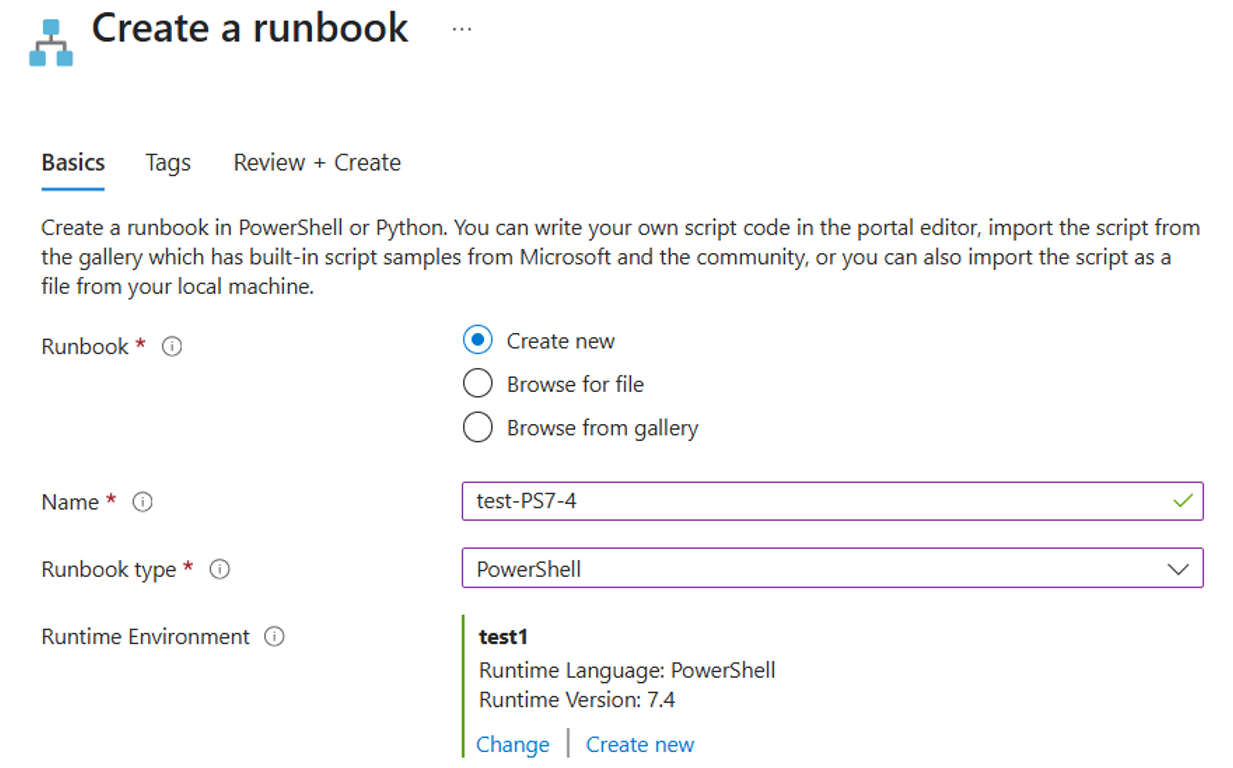 Create a runbook ...
Basics Tags Review + Create
Create a runbook in PowerShell or Python. You can write your own script code in the portal editor, import the script from
the gallery which has built-in script samples from Microsoft and the community, or you can also import the script as a
file from your local machine.
Runbook *
Create new
Browse for file
Browse from gallery
Name *
test-PS7-4
Runbook type *
PowerShell
Runtime Environment
test1
Runtime Language: PowerShell
Runtime Version: 7.4
Change | Create new